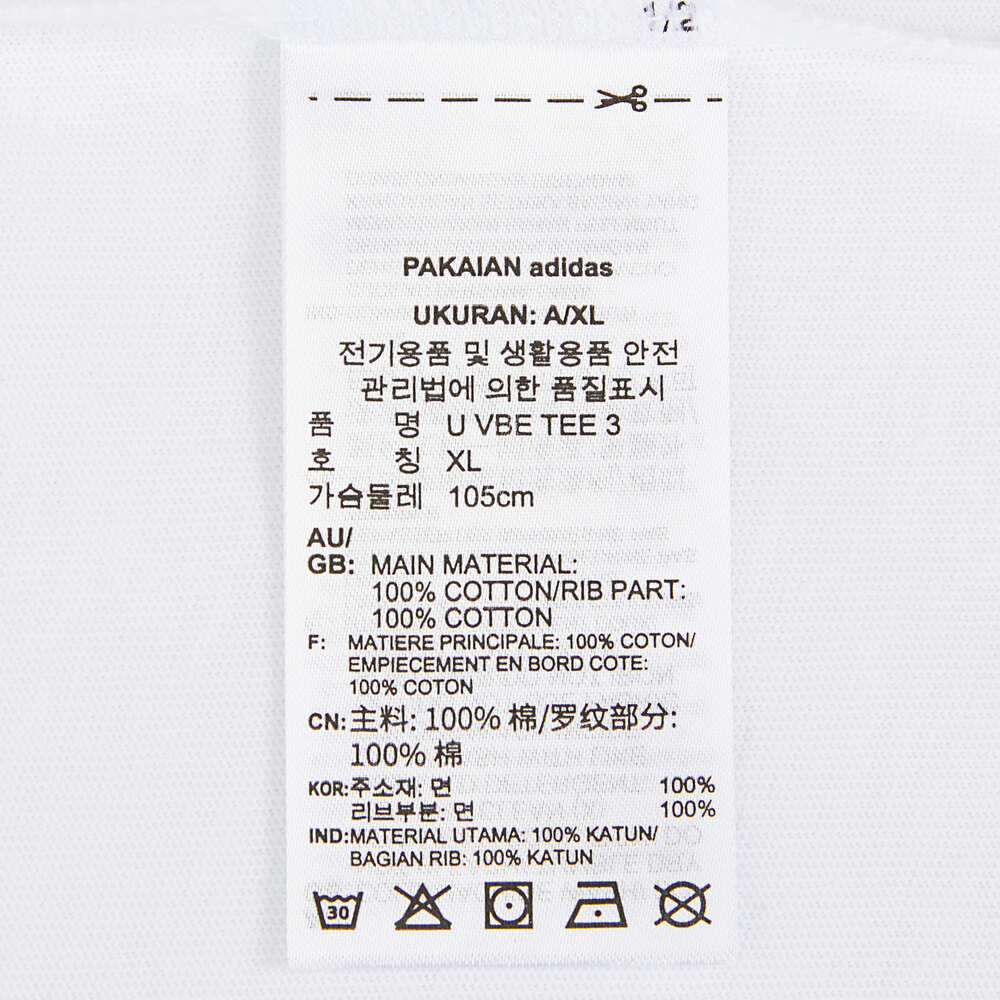 1/2
PAKAIAN adidas
UKURAN: A/XL
전기용품 및 생활용품 안전
관리법에 의한 품질표시
품 명 U VBE TEE 3
호 칭 XL
가슴둘레 105cm
AU/
GB: MAIN MATERIAL:
100% COTTON/RIB PART:
100% COTTON
F: MATIERE PRINCIPALE: 100% COTON/
EMPIECEMENT EN BORD COTE:
100% COTON
CN: 主料: 100% 棉/罗纹部分:
100% 棉
KOR: 주소재: 면 100%
리브부분: 면 100%
IND: MATERIAL UTAMA: 100% KATUN/
BAGIAN RIB: 100% KATUN
30